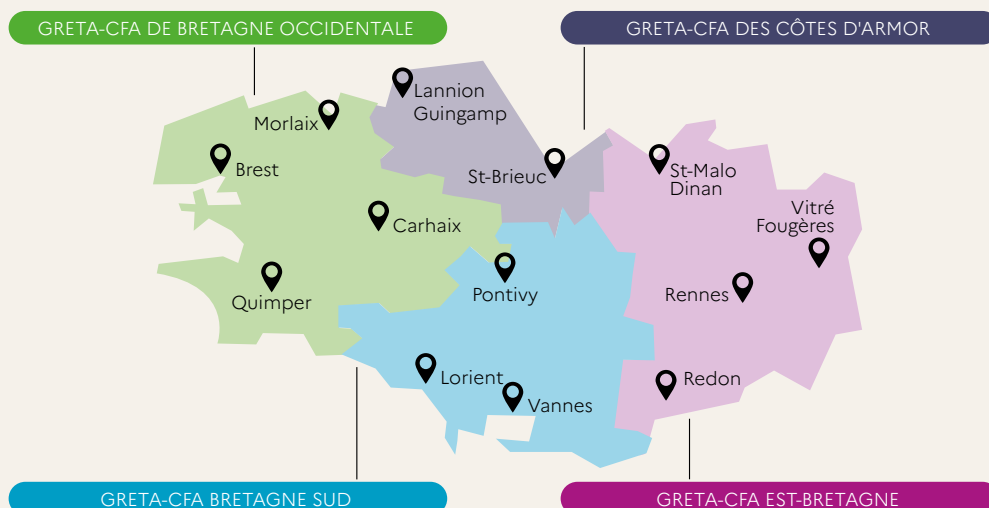 GRETA-CFA DE BRETAGNE OCCIDENTALE
GRETA-CFA DES CÔTES D'ARMOR
Lannion
Guingamp
Morlaix
Brest
St-Brieuc
St-Malo
Dinan
Vitré
Fougères
Carhaix
Quimper
Pontivy
Rennes
Lorient
Vannes
Redon
GRETA-CFA BRETAGNE SUD
GRETA-CFA EST-BRETAGNE